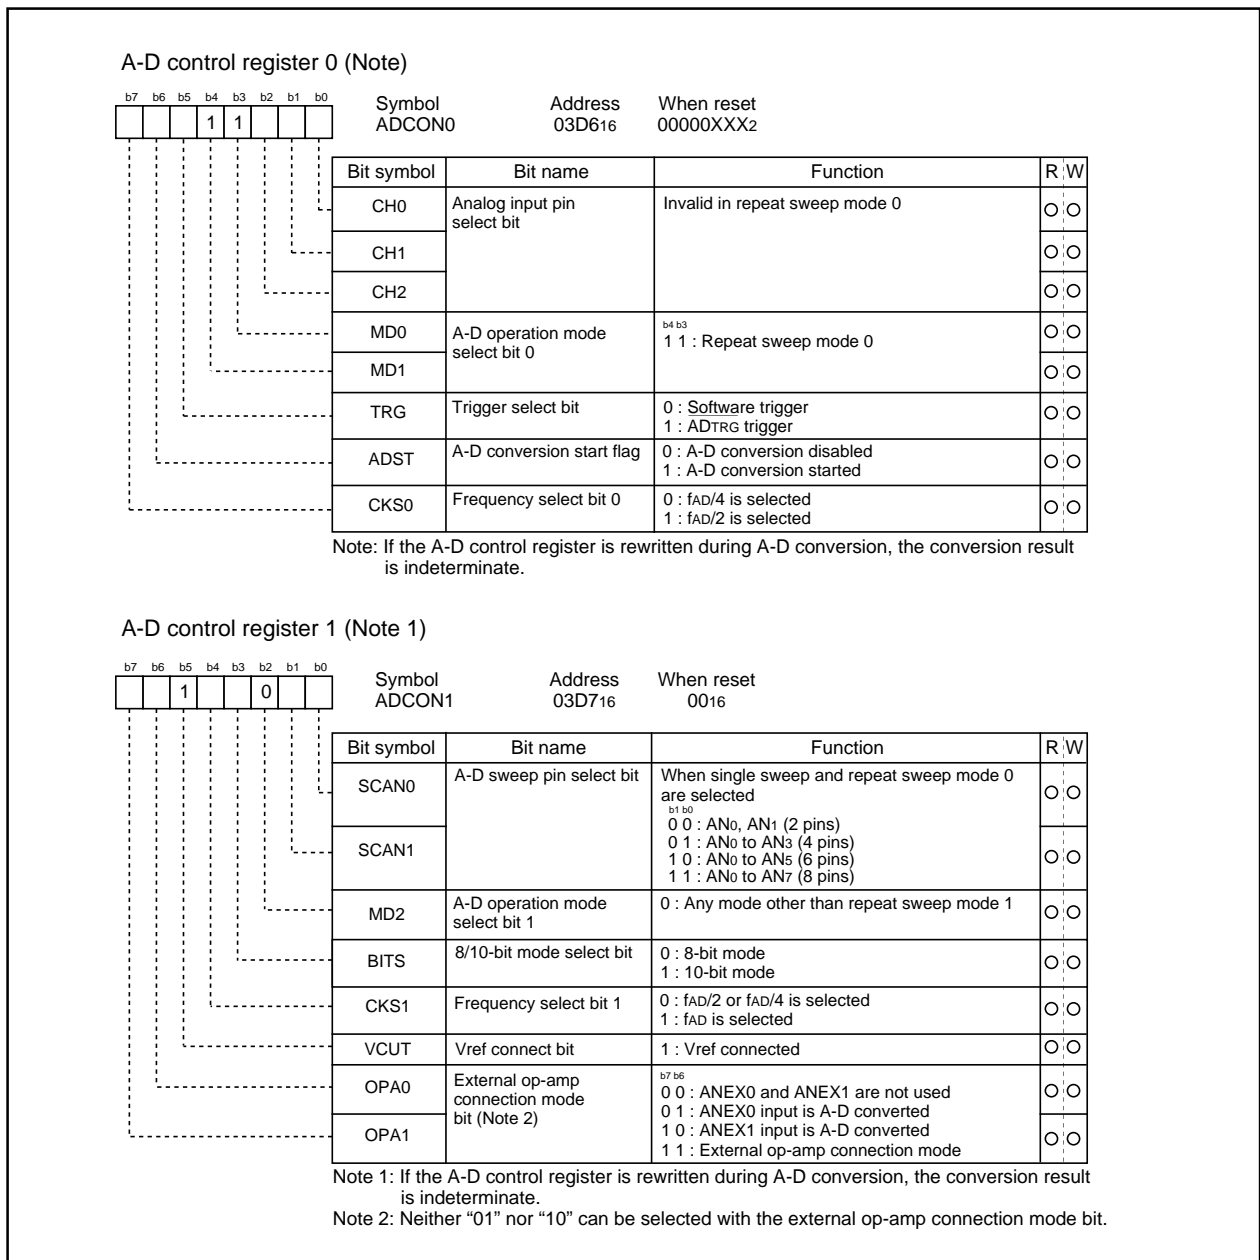 A-D control register 0 (Note)
b7 b6 b5 b4 b3 b2 b1 b0
1 1
Symbol Address When reset
ADCON0 03D616 00000XXX2
Bit symbol Bit name Function R W
CH0 Analog input pin select bit Invalid in repeat sweep mode 0
CH1
CH2
MD0 A-D operation mode select bit 0 b4 b3
1 1 : Repeat sweep mode 0
MD1
TRG Trigger select bit 0 : Software trigger
1 : ADTRG trigger
ADST A-D conversion start flag 0 : A-D conversion disabled
1 : A-D conversion started
CKS0 Frequency select bit 0 0 : fAD/4 is selected
1 : fAD/2 is selected
Note: If the A-D control register is rewritten during A-D conversion, the conversion result
is indeterminate.
A-D control register 1 (Note 1)
b7 b6 b5 b4 b3 b2 b1 b0
1 0
Symbol Address When reset
ADCON1 03D716 0016
Bit symbol Bit name Function R W
SCAN0 A-D sweep pin select bit When single sweep and repeat sweep mode 0
are selected
b1 b0
0 0 : AN0, AN1 (2 pins)
0 1 : AN0 to AN3 (4 pins)
SCAN1
1 0 : AN0 to AN5 (6 pins)
1 1 : AN0 to AN7 (8 pins)
MD2 A-D operation mode select bit 1 0 : Any mode other than repeat sweep mode 1
BITS 8/10-bit mode select bit 0 : 8-bit mode
1 : 10-bit mode
CKS1 Frequency select bit 1 0 : fAD/2 or fAD/4 is selected
1 : fAD is selected
VCUT Vref connect bit 1 : Vref connected
OPA0 External op-amp connection mode bit (Note 2) b7 b6
0 0 : ANEX0 and ANEX1 are not used
0 1 : ANEX0 input is A-D converted
OPA1
1 0 : ANEX1 input is A-D converted
1 1 : External op-amp connection mode
Note 1: If the A-D control register is rewritten during A-D conversion, the conversion result
is indeterminate.
Note 2: Neither “01” nor “10” can be selected with the external op-amp connection mode bit.